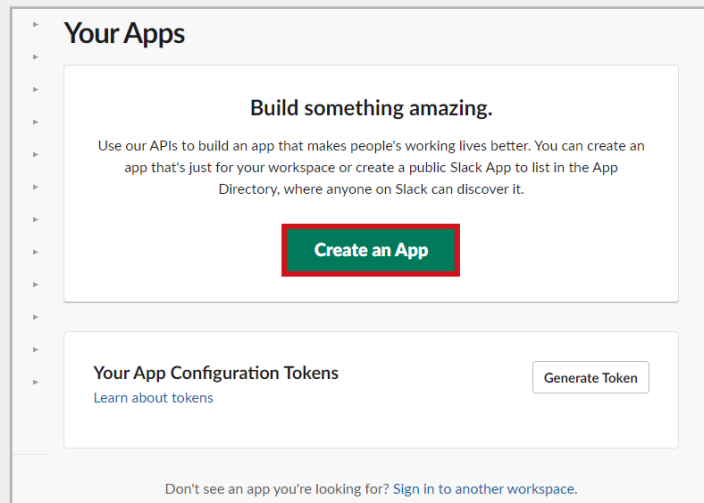 Your Apps
Build something amazing.
Use our APIs to build an app that makes people's working lives better. You can create an
app that's just for your workspace or create a public Slack App to list in the App
Directory, where anyone on Slack can discover it.
Create an App
Your App Configuration Tokens
Generate Token
Learn about tokens
Don't see an app you're looking for? Sign in to another workspace.